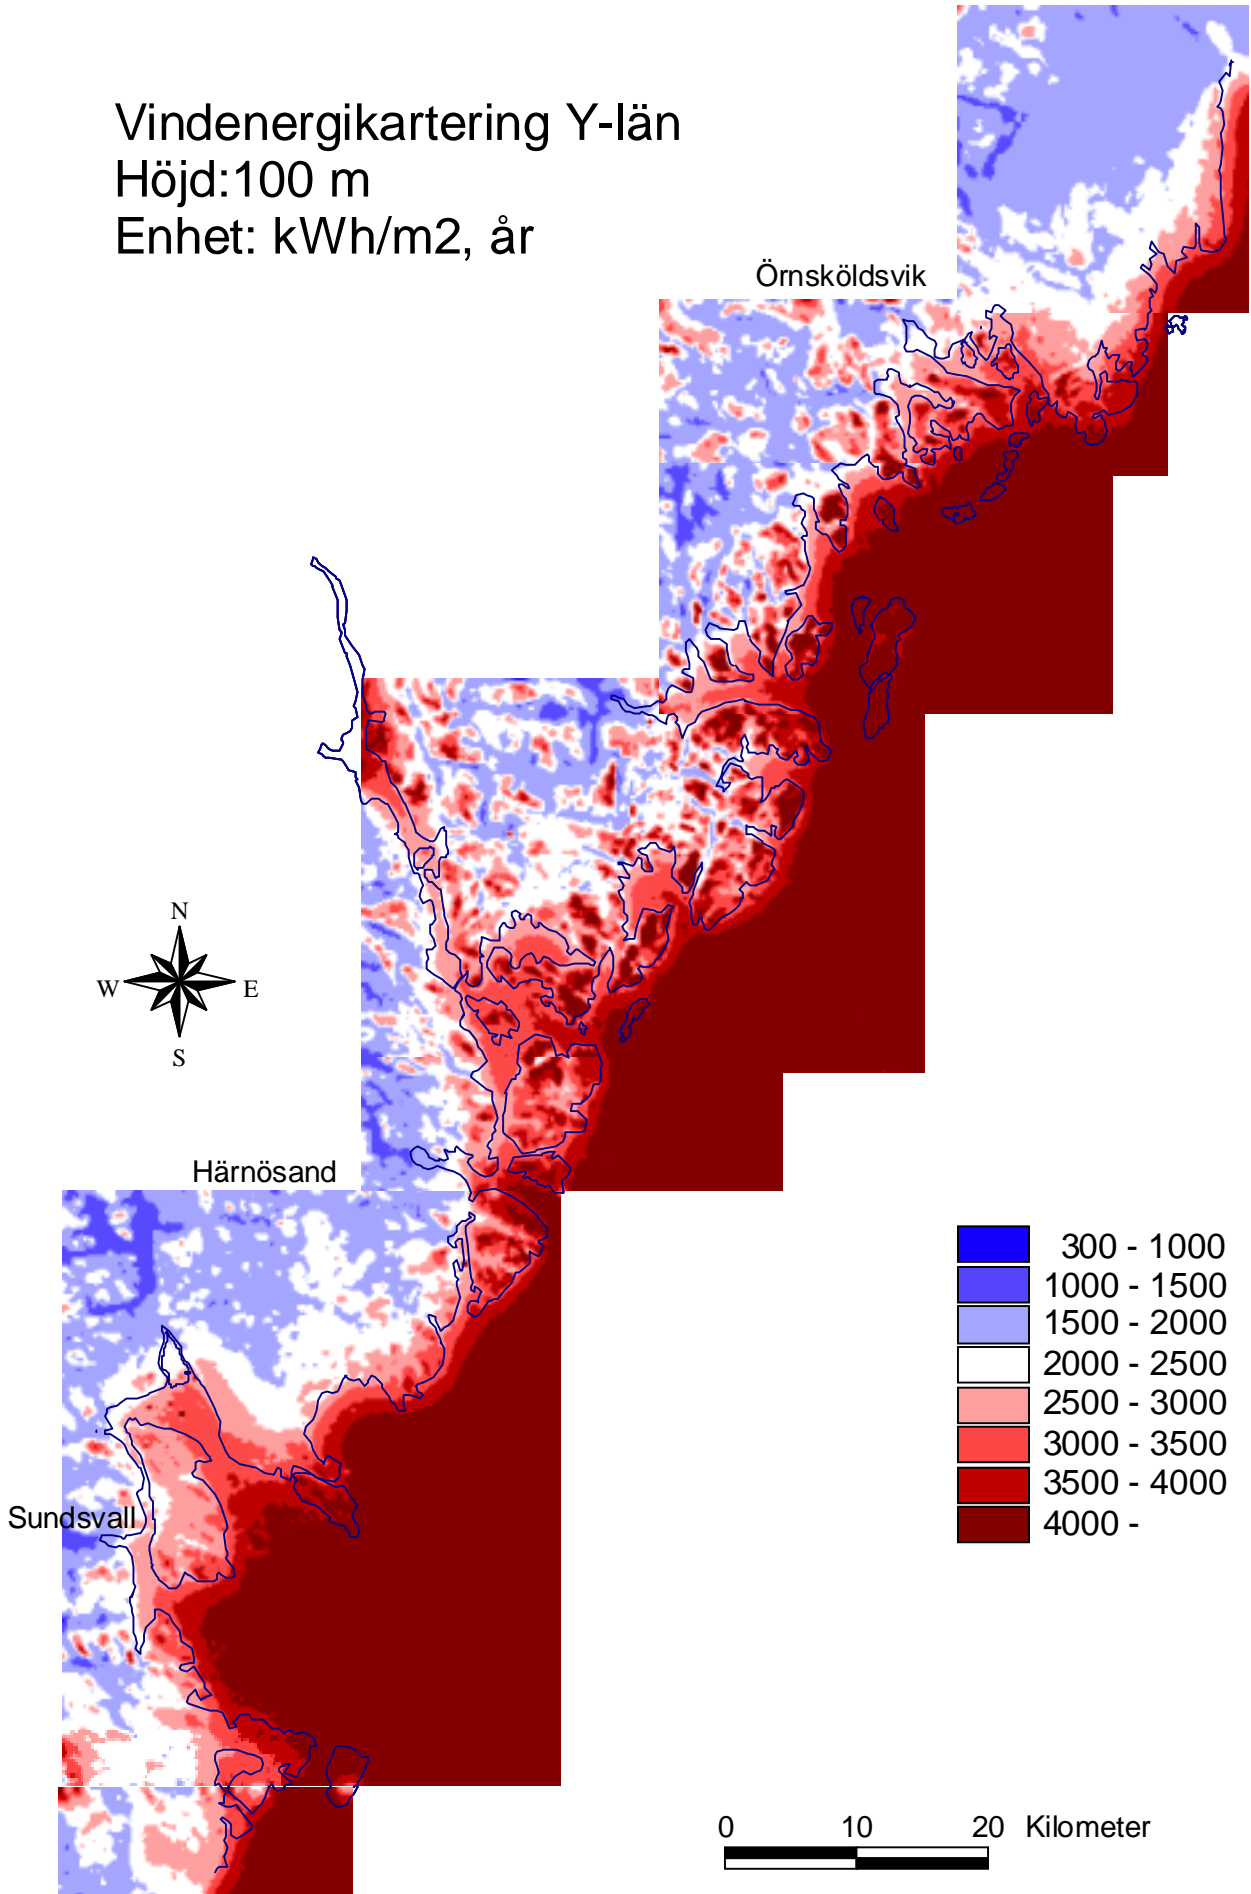 Vindenergikartering Y-län
Höjd:100 m
Enhet: kWh/m2, år
Örnsköldsvik
N
W E
S
Härnösand
300 - 1000
1000 - 1500
1500 - 2000
2000 - 2500
2500 - 3000
3000 - 3500
3500 - 4000
4000 -
Sundsvall
0 10 20 Kilometer